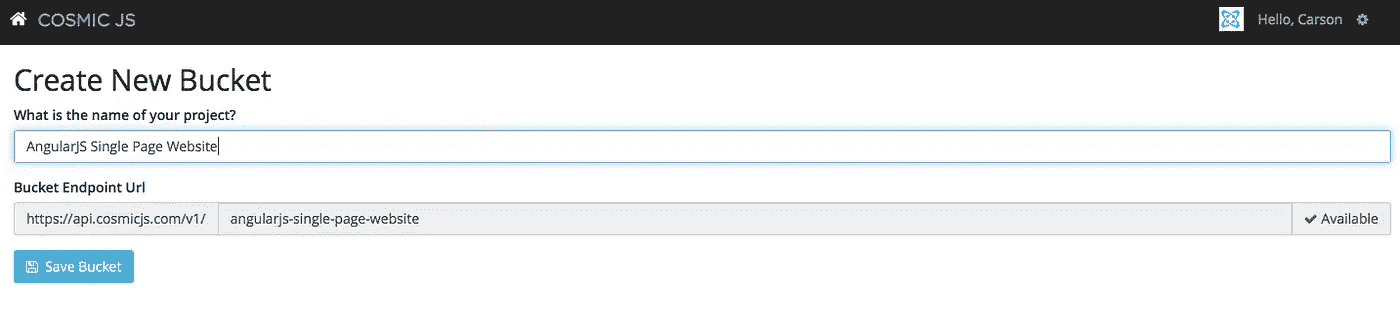 COSMIC JS
Hello, Carson
Create New Bucket
What is the name of your project?
AngularJS Single Page Website
Bucket Endpoint Url
https://api.cosmicjs.com/v1/ angularjs-single-page-website Available
Save Bucket